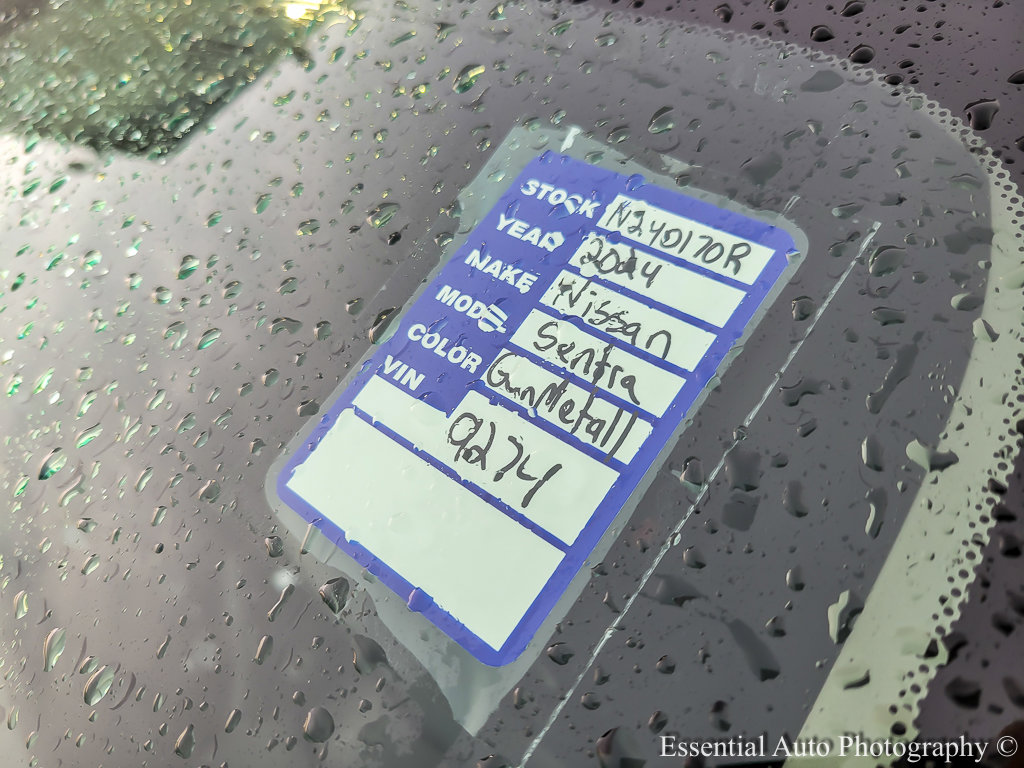 STOCK N240170R
YEAR 2024
MAKE Nissan
MODEL Sentra
COLOR GunMetall
VIN
9274
Essential Auto Photography ©